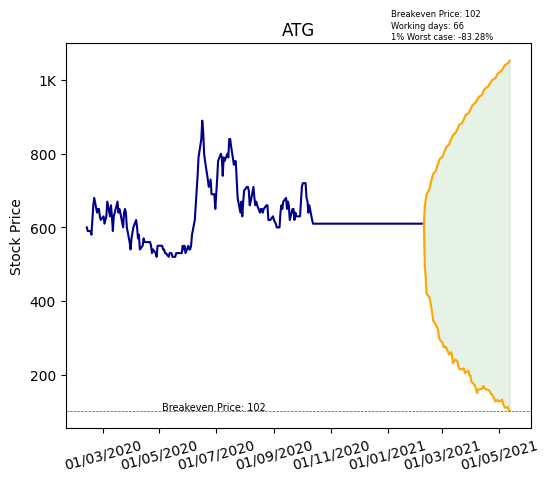 Breakeven Price: 102
Working days: 66
1% Worst case: -83.28%
ATG
Stock Price
1K
800
600
400
200
Breakeven Price: 102
01/03/2020
01/05/2020
01/07/2020
01/09/2020
01/11/2020
01/01/2021
01/03/2021
01/05/2021